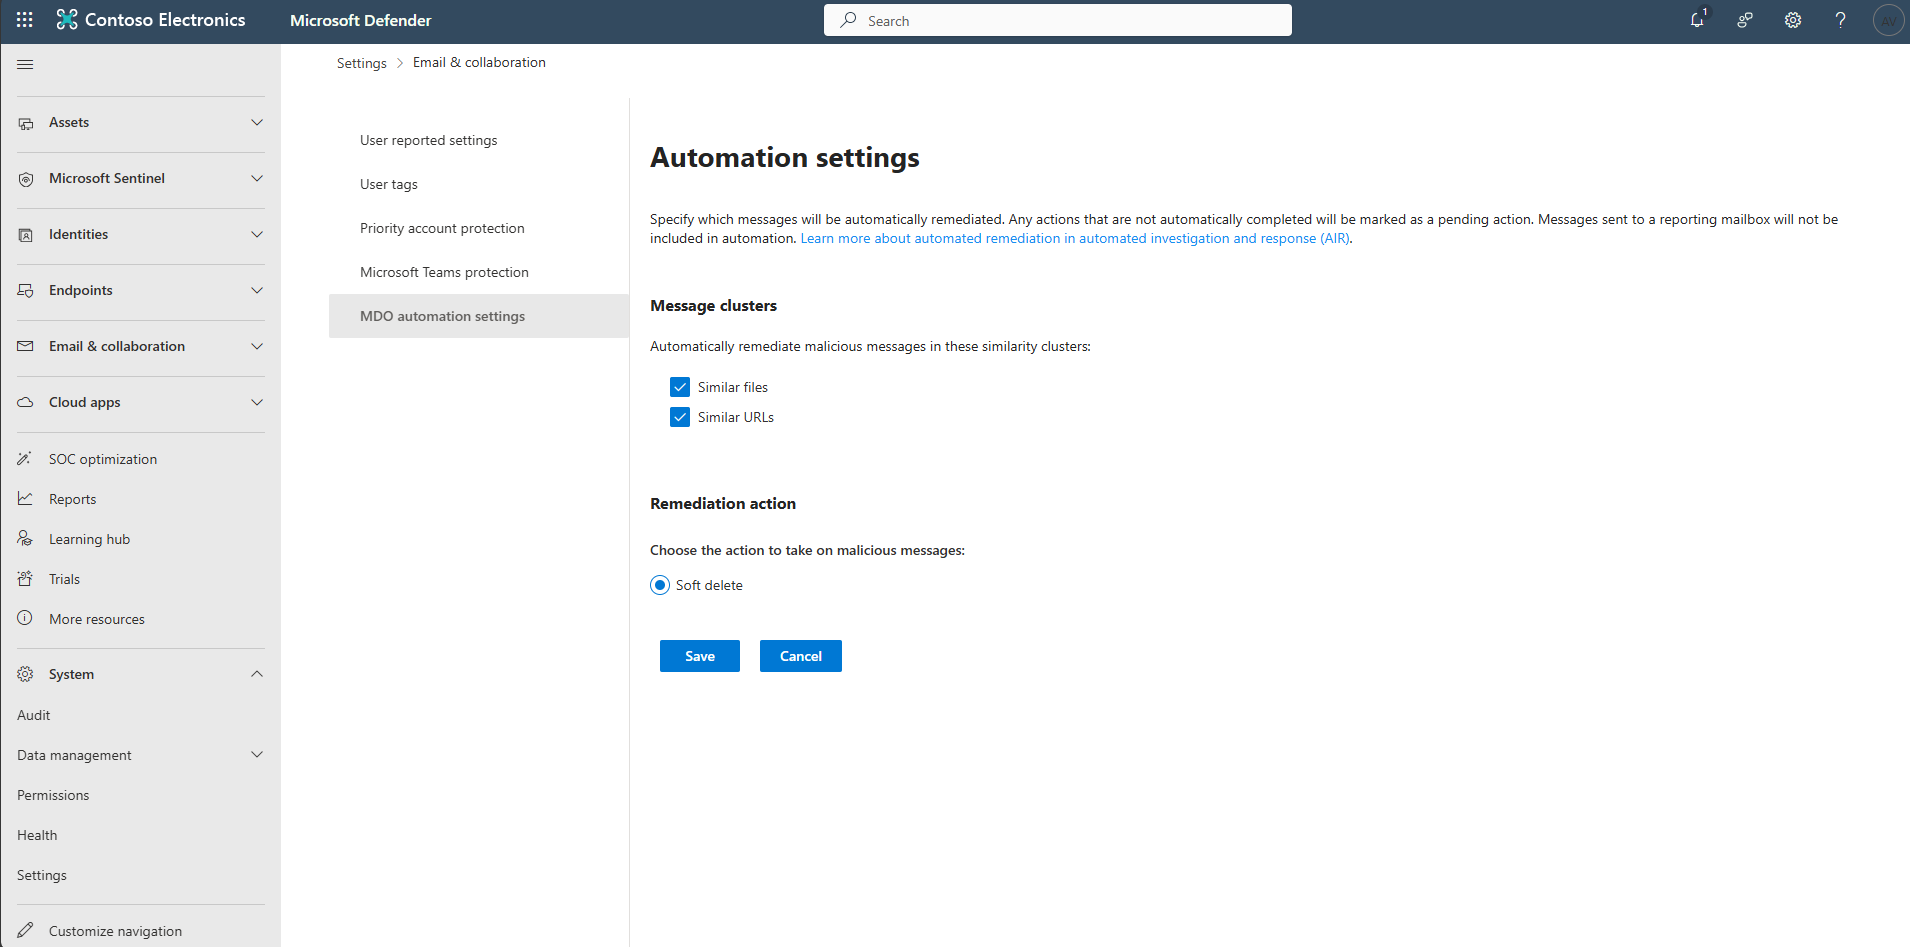 Contoso Electronics
Microsoft Defender
Search
1
?
AV
Settings > Email & collaboration
Assets
Microsoft Sentinel
Identities
Endpoints
Email & collaboration
Cloud apps
SOC optimization
Reports
Learning hub
Trials
More resources
System
Audit
Data management
Permissions
Health
Settings
Customize navigation
User reported settings
User tags
Priority account protection
Microsoft Teams protection
MDO automation settings
Automation settings
Specify which messages will be automatically remediated. Any actions that are not automatically completed will be marked as a pending action. Messages sent to a reporting mailbox will not be
included in automation. Learn more about automated remediation in automated investigation and response (AIR).
Message clusters
Automatically remediate malicious messages in these similarity clusters:
Similar files
Similar URLs
Remediation action
Choose the action to take on malicious messages:
Soft delete
Save
Cancel